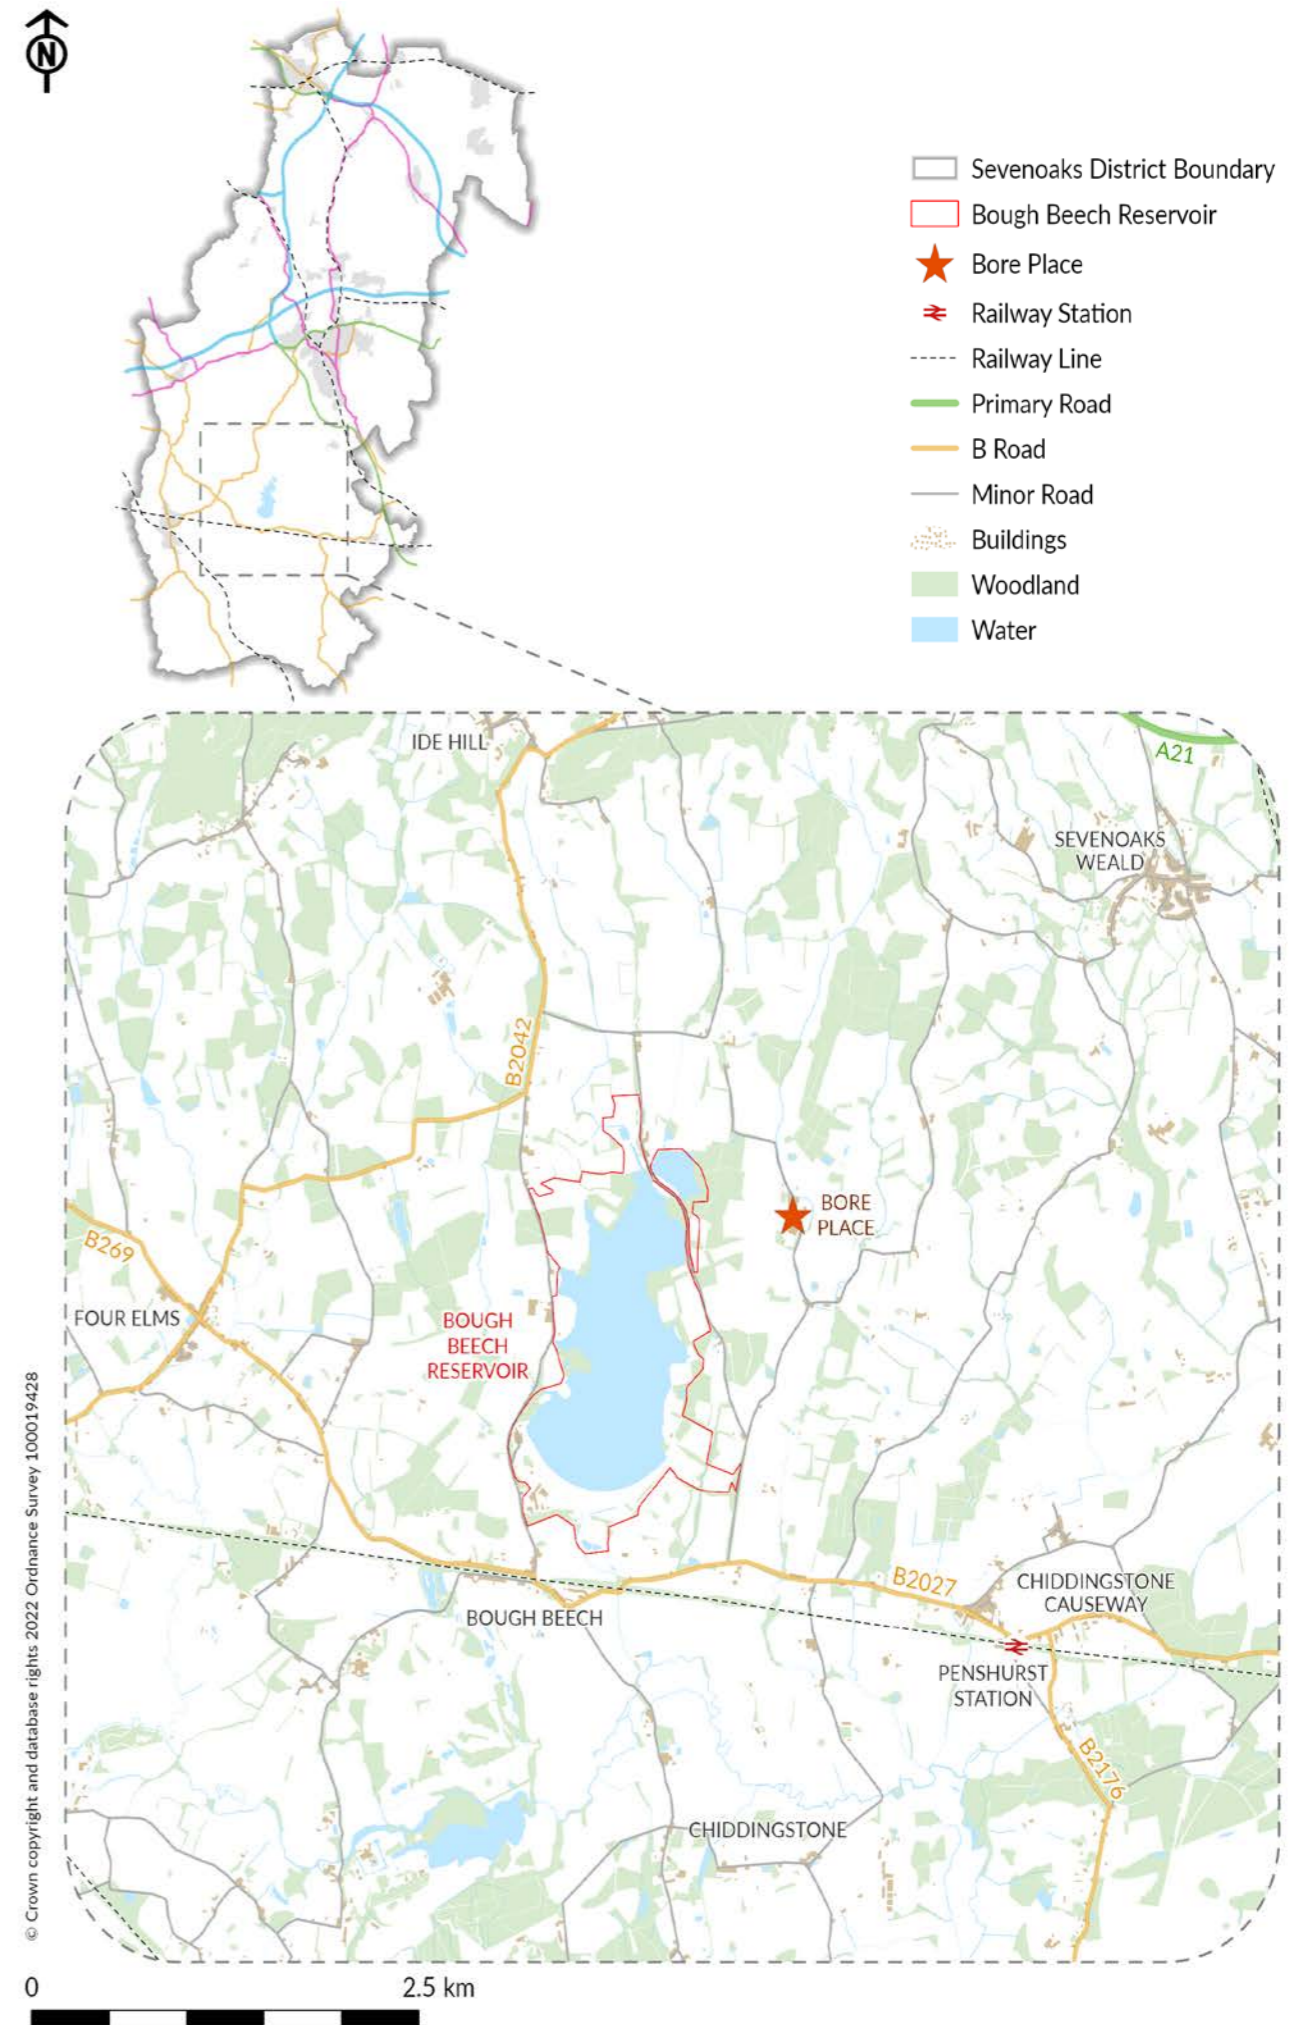 N
Sevenoaks District Boundary
Bough Beech Reservoir
Bore Place
Railway Station
Railway Line
Primary Road
B Road
Minor Road
Buildings
Woodland
Water
IDE HILL
A21
SEVENOAKS
WEALD
B2042
BORE
PLACE
B269
FOUR ELMS
BOUGH
BEECH
RESERVOIR
B2027
CHIDDINGSTONE
CAUSEWAY
BOUGH BEECH
PENSHURST
STATION
B2176
CHIDDINGSTONE
© Crown copyright and database rights 2022 Ordnance Survey 100019428
0
2.5 km